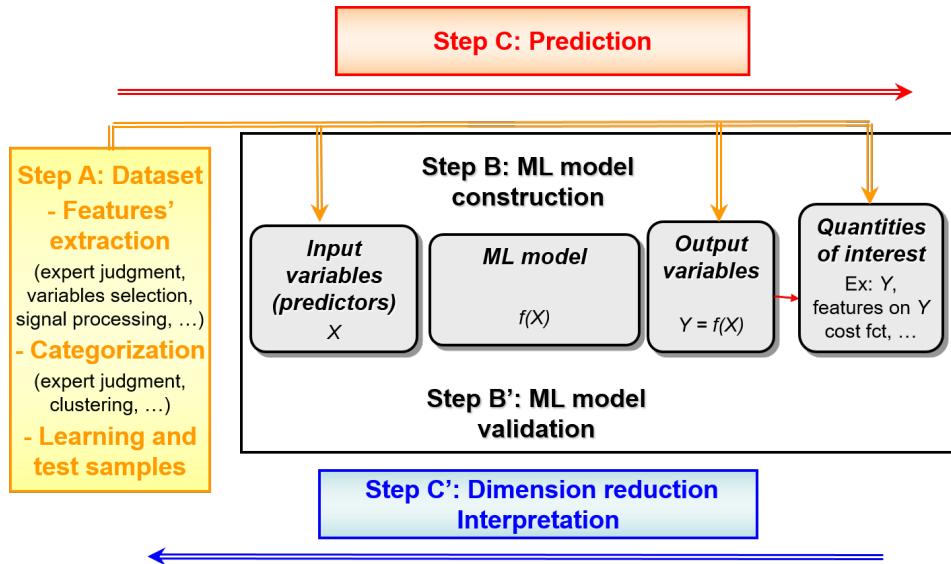 Step C: Prediction
Step A: Dataset
- Features’
extraction
(expert judgment,
variables selection,
signal processing, …)
- Categorization
(expert judgment,
clustering, …)
- Learning and
test samples
Step B: ML model
construction
Input
variables
(predictors)
X
ML model
f(X)
Output
variables
Y = f(X)
Quantities
of interest
Ex: Y,
features on Y
cost fct, …
Step B’: ML model
validation
Step C’: Dimension reduction
Interpretation